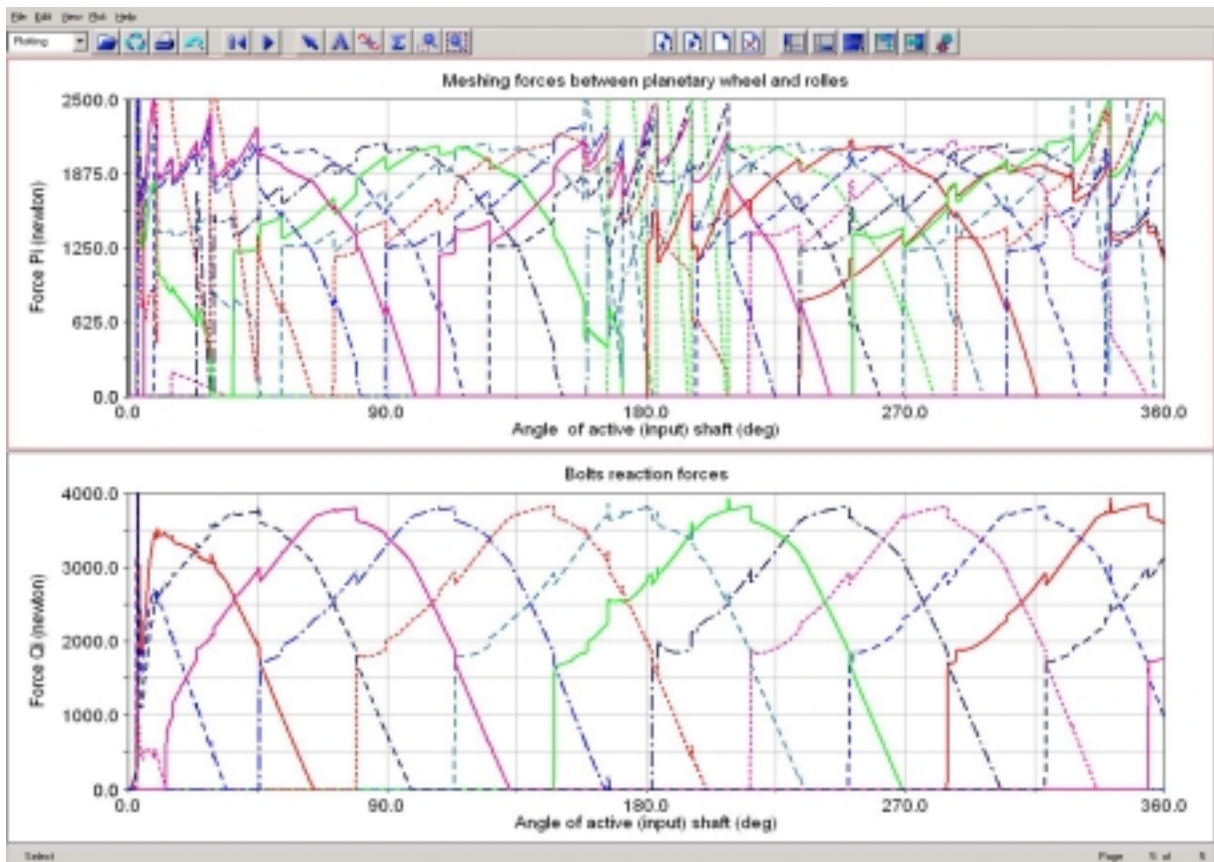 File Edit View Plot Help
Plotting
Meshing forces between planetary wheel and rolles
Force Pi (newton)
2500.0
1875.0
1250.0
625.0
0.0
0.0 90.0 180.0 270.0 360.0
Angle of active (input) shaft (deg)
Bolts reaction forces
Force Qi (newton)
4000.0
3000.0
2000.0
1000.0
0.0
0.0 90.0 180.0 270.0 360.0
Angle of active (input) shaft (deg)
Select
Page of